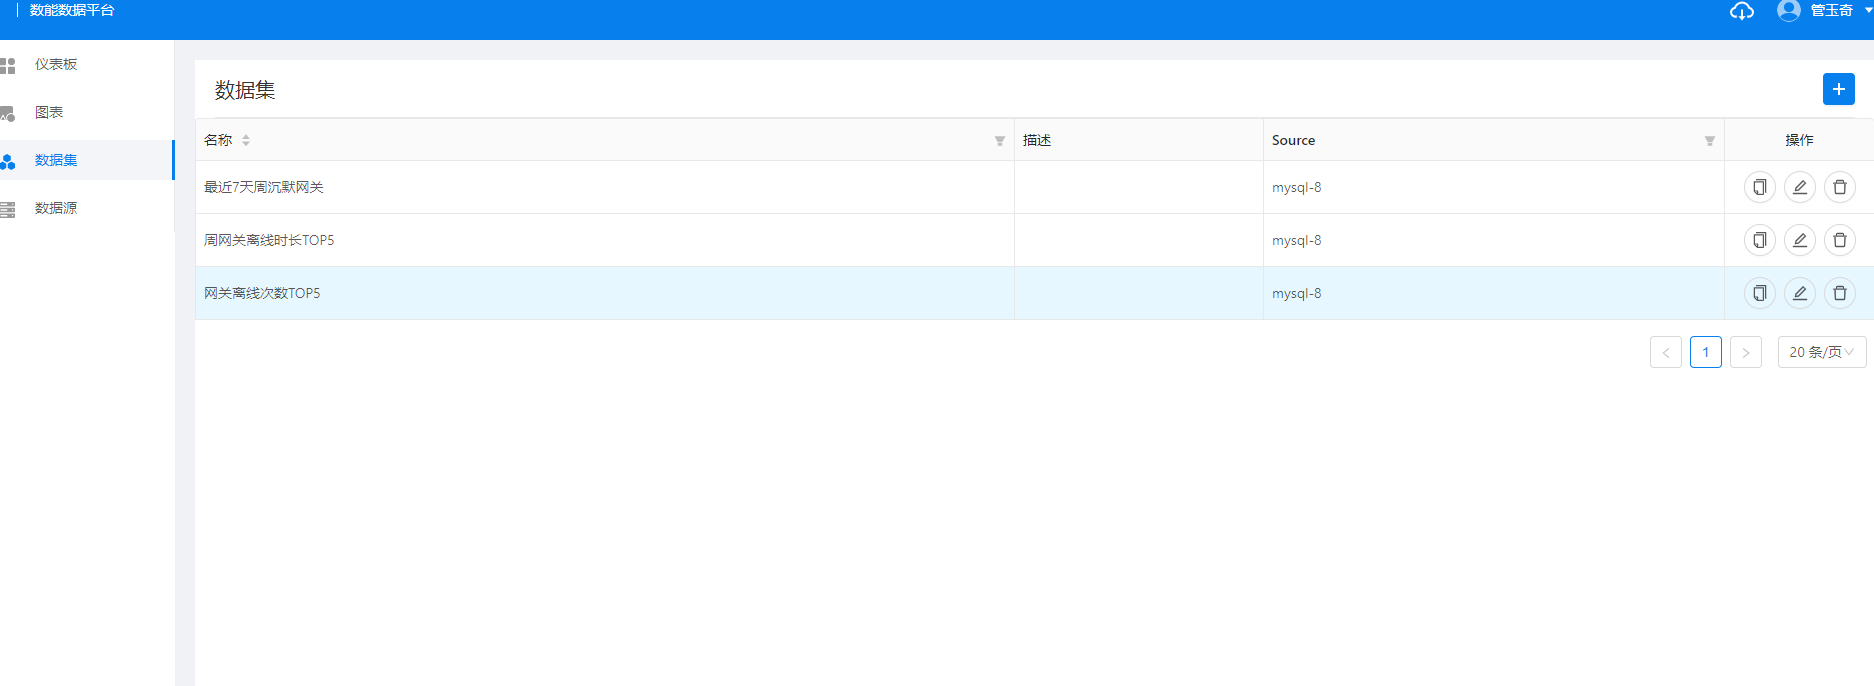 数能数据平台
管玉奇
仪表板
图表
数据集
数据源
数据集
名称 描述 Source 操作
最近7天周沉默网关 mysql-8
周网关离线时长TOP5 mysql-8
网关离线次数TOP5 mysql-8
< 1 > 20 条/页